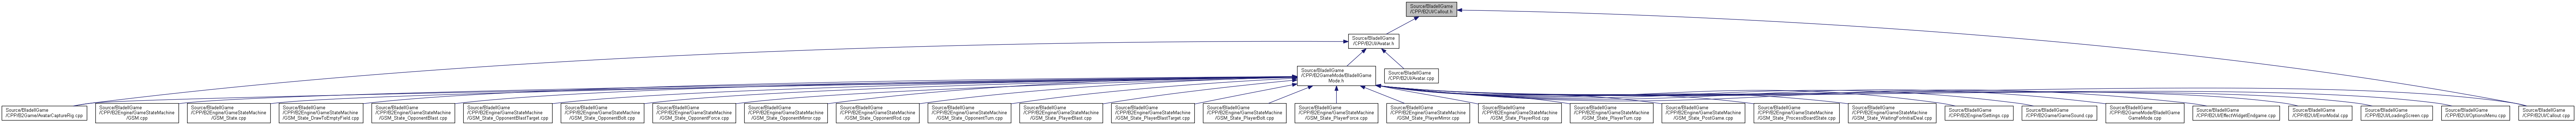 Source/BladeIIGame
/CPP/B2UI/Callout.h
Source/BladeIIGame
/CPP/B2UI/Avatar.h
Source/BladeIIGame
/CPP/B2GameMode/BladeIIGame
Mode.h
Source/BladeIIGame
/CPP/B2UI/Avatar.cpp
Source/BladeIIGame
/CPP/B2Game/AvatarCaptureRig.cpp
Source/BladeIIGame
/CPP/B2Engine/GameStateMachine
/GSM.cpp
Source/BladeIIGame
/CPP/B2Engine/GameStateMachine
/GSM_State.cpp
Source/BladeIIGame
/CPP/B2Engine/GameStateMachine
/GSM_State_DrawToEmptyField.cpp
Source/BladeIIGame
/CPP/B2Engine/GameStateMachine
/GSM_State_OpponentBlast.cpp
Source/BladeIIGame
/CPP/B2Engine/GameStateMachine
/GSM_State_OpponentBlastTarget.cpp
Source/BladeIIGame
/CPP/B2Engine/GameStateMachine
/GSM_State_OpponentBolt.cpp
Source/BladeIIGame
/CPP/B2Engine/GameStateMachine
/GSM_State_OpponentForce.cpp
Source/BladeIIGame
/CPP/B2Engine/GameStateMachine
/GSM_State_OpponentMirror.cpp
Source/BladeIIGame
/CPP/B2Engine/GameStateMachine
/GSM_State_OpponentRod.cpp
Source/BladeIIGame
/CPP/B2Engine/GameStateMachine
/GSM_State_OpponentTurn.cpp
Source/BladeIIGame
/CPP/B2Engine/GameStateMachine
/GSM_State_PlayerBlast.cpp
Source/BladeIIGame
/CPP/B2Engine/GameStateMachine
/GSM_State_PlayerBlastTarget.cpp
Source/BladeIIGame
/CPP/B2Engine/GameStateMachine
/GSM_State_PlayerBolt.cpp
Source/BladeIIGame
/CPP/B2Engine/GameStateMachine
/GSM_State_PlayerForce.cpp
Source/BladeIIGame
/CPP/B2Engine/GameStateMachine
/GSM_State_PlayerMirror.cpp
Source/BladeIIGame
/CPP/B2Engine/GameStateMachine
/GSM_State_PlayerRod.cpp
Source/BladeIIGame
/CPP/B2Engine/GameStateMachine
/GSM_State_PlayerTurn.cpp
Source/BladeIIGame
/CPP/B2Engine/GameStateMachine
/GSM_State_PostGame.cpp
Source/BladeIIGame
/CPP/B2Engine/GameStateMachine
/GSM_State_ProcessBoardState.cpp
Source/BladeIIGame
/CPP/B2Engine/GameStateMachine
/GSM_State_WaitingForInitialDeal.cpp
Source/BladeIIGame
/CPP/B2Engine/Settings.cpp
Source/BladeIIGame
/CPP/B2Game/GameSound.cpp
Source/BladeIIGame
/CPP/B2GameMode/BladeIIGame
GameMode.cpp
Source/BladeIIGame
/CPP/B2UI/EffectWidgetEndgame.cpp
Source/BladeIIGame
/CPP/B2UI/ErrorModal.cpp
Source/BladeIIGame
/CPP/B2UI/LoadingScreen.cpp
Source/BladeIIGame
/CPP/B2UI/OptionsMenu.cpp
Source/BladeIIGame
/CPP/B2UI/Callout.cpp